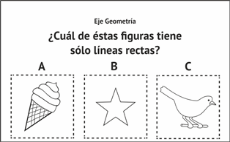 Eje Geometría
¿Cuál de éstas figuras tiene
sólo líneas rectas?
A B C